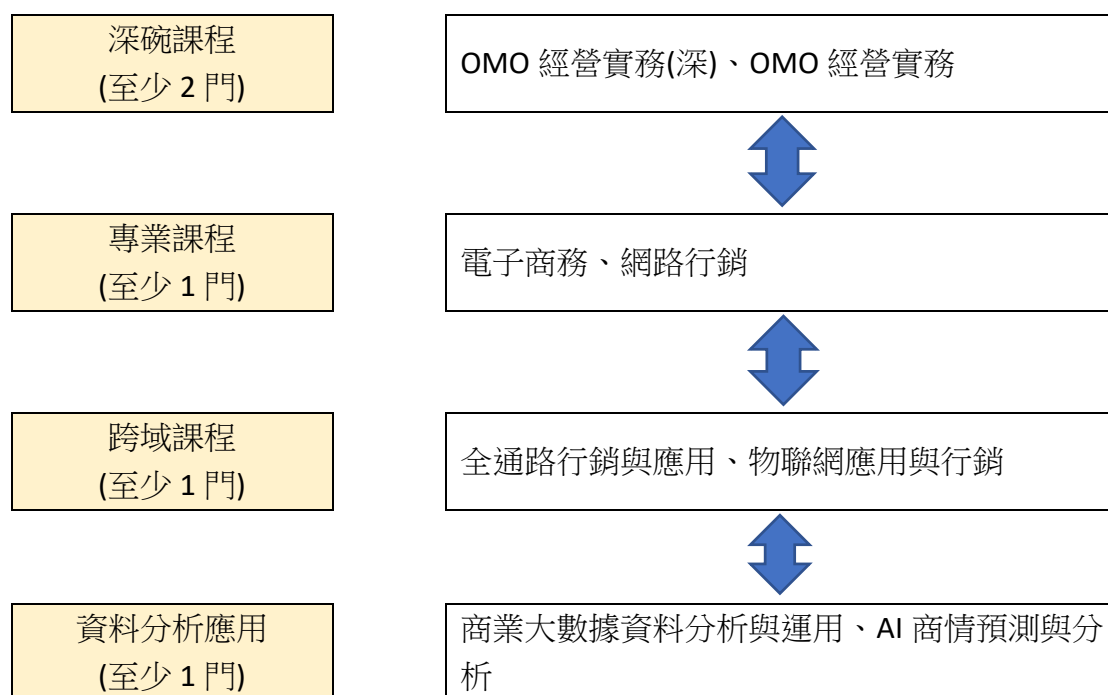 深碗課程
(至少 2 門)
OMO 經營實務(深)、OMO 經營實務
專業課程
(至少 1 門)
電子商務、網路行銷
跨域課程
(至少 1 門)
全通路行銷與應用、物聯網應用與行銷
資料分析應用
(至少 1 門)
商業大數據資料分析與運用、AI 商情預測與分
析